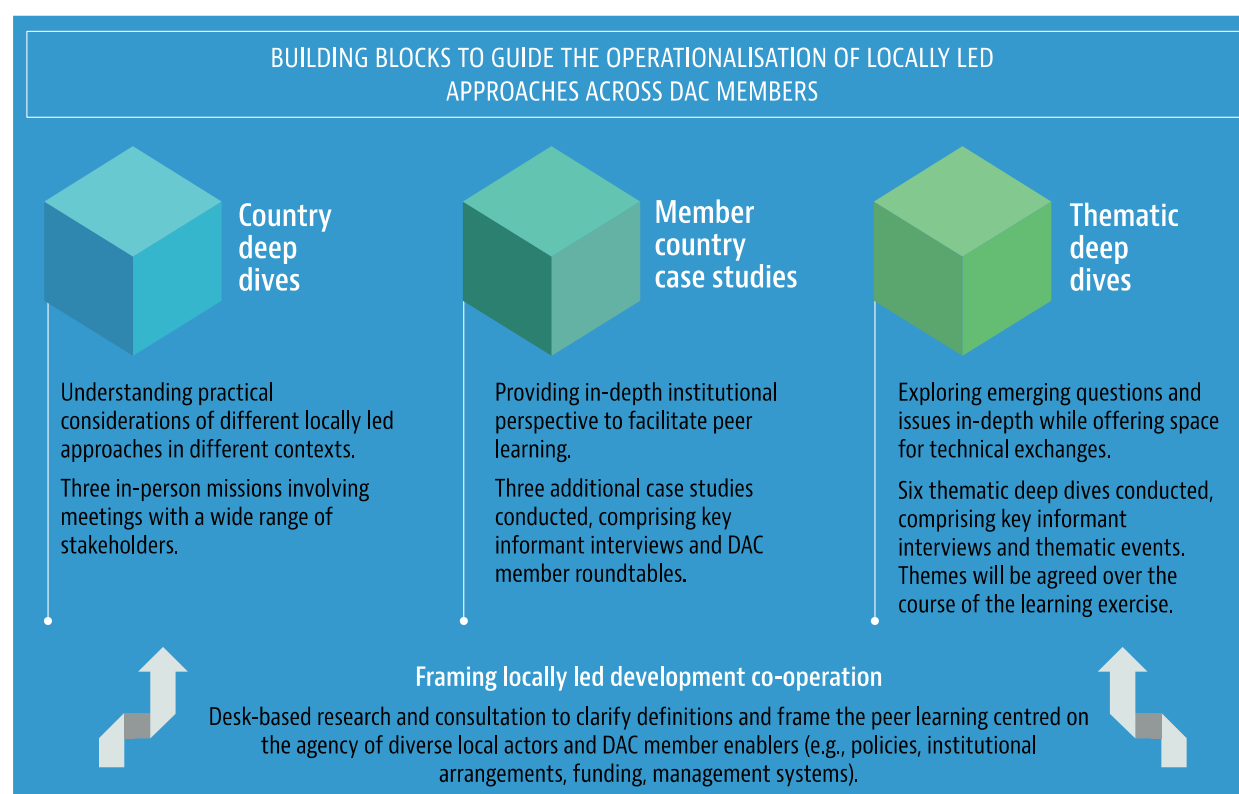 BUILDING BLOCKS TO GUIDE THE OPERATIONALISATION OF LOCALLY LED
APPROACHES ACROSS DAC MEMBERS
Country
deep
dives
Understanding practical
considerations of different locally led
approaches in different contexts.
Three in-person missions involving
meetings with a wide range of
stakeholders.
Member
country
case studies
Providing in-depth institutional
perspective to facilitate peer
learning.
Three additional case studies
conducted, comprising key
informant interviews and DAC
member roundtables.
Thematic
deep
dives
Exploring emerging questions and
issues in-depth while offering space
for technical exchanges.
Six thematic deep dives conducted,
comprising key informant
interviews and thematic events.
Themes will be agreed over the
course of the learning exercise.
Framing locally led development co-operation
Desk-based research and consultation to clarify definitions and frame the peer learning centred on
the agency of diverse local actors and DAC member enablers (e.g., policies, institutional
arrangements, funding, management systems).